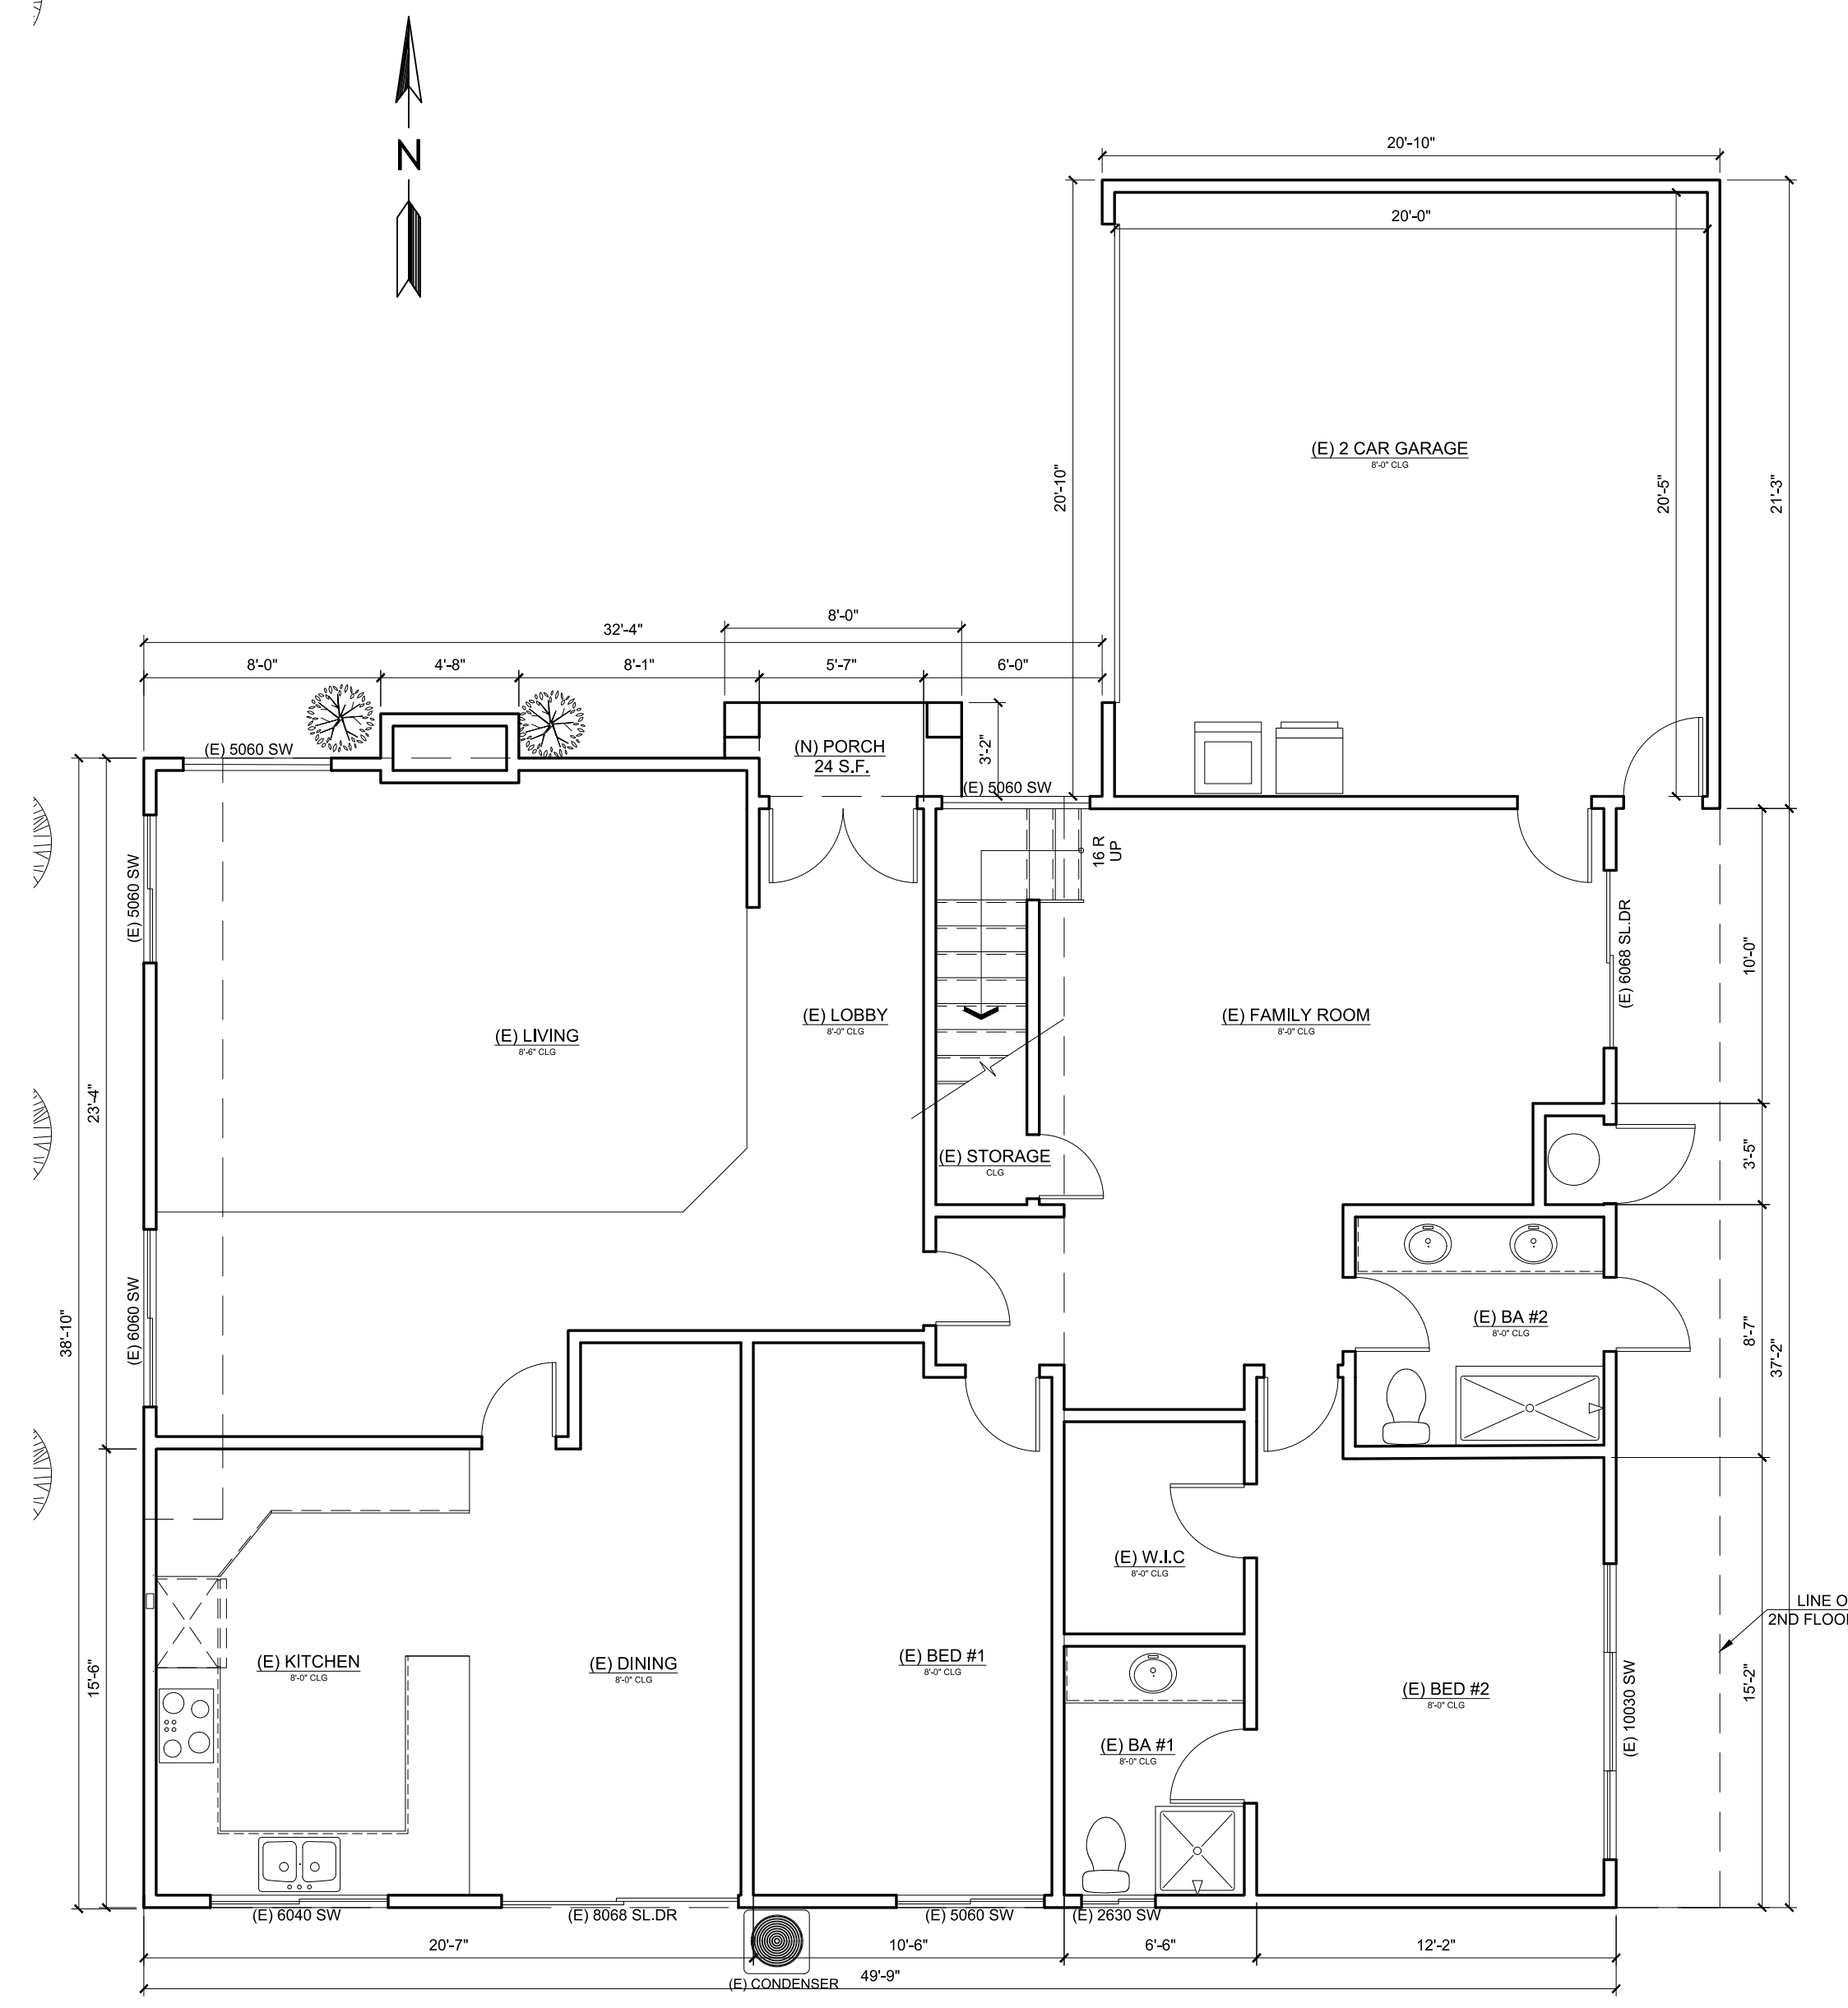 N
20'-10"
20'-0"
(E) 2 CAR GARAGE
8'-0" CLG
20'-10"
20'-5"
21'-3"
8'-0"
32'-4"
8'-0"
4'-8"
8'-1"
5'-7"
6'-0"
(E) 5060 SW
(N) PORCH
24 S.F.
3'-2"
(E) 5060 SW
16 R
UP
(E) 5060 SW
(E) 6068 SL.DR
10'-0"
(E) LIVING
8'-6" CLG
(E) LOBBY
8'-0" CLG
(E) FAMILY ROOM
8'-0" CLG
23'-4"
(E) STORAGE
CLG
3'-5"
38'-10"
(E) 6060 SW
(E) BA #2
8'-0" CLG
8'-7"
37'-2"
(E) W.I.C
8'-0" CLG
LINE O
2ND FLOO
15'-6"
(E) KITCHEN
8'-0" CLG
(E) DINING
8'-0" CLG
(E) BED #1
8'-0" CLG
(E) BED #2
8'-0" CLG
(E) 10030 SW
15'-2"
(E) BA #1
8'-0" CLG
(E) 6040 SW
(E) 8068 SL.DR
(E) 5060 SW
(E) 2630 SW
20'-7"
10'-6"
6'-6"
12'-2"
(E) CONDENSER
49'-9"